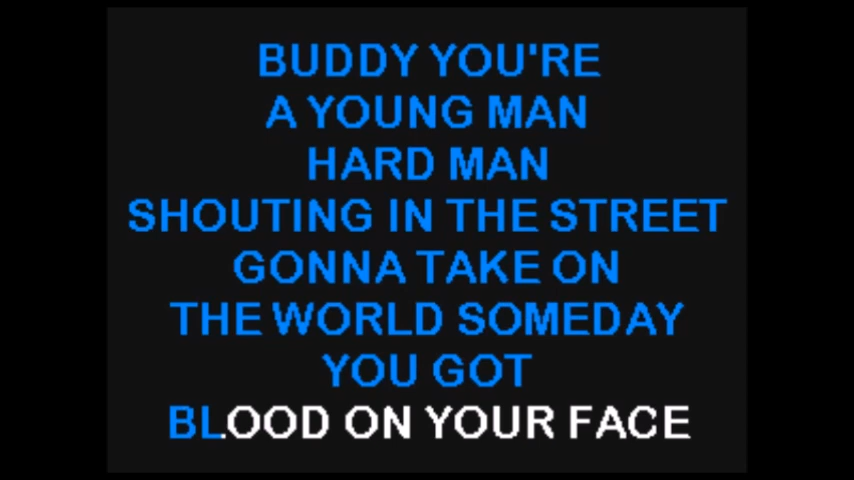 BUDDY YOU'RE
A YOUNG MAN
HARD MAN
SHOUTING IN THE STREET
GONNA TAKE ON
THE WORLD SOMEDAY
YOU GOT
BLOOD ON YOUR FACE